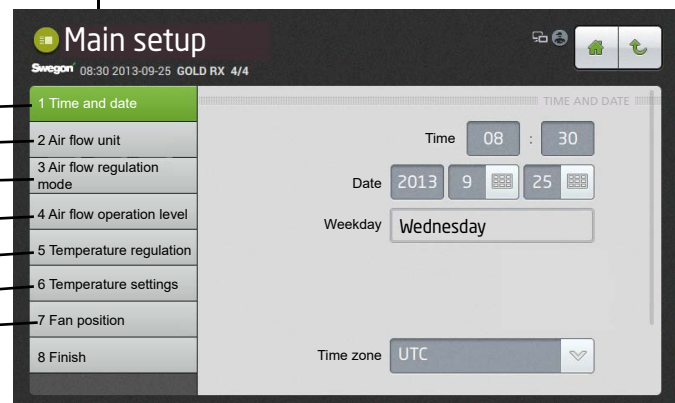 Main setup
Swegon 08:30 2013-09-25 GOLD RX 4/4
1 Time and date
TIME AND DATE
2 Air flow unit
3 Air flow regulation
mode
4 Air flow operation level
5 Temperature regulation
6 Temperature settings
7 Fan position
8 Finish
Time 08 : 30
Date 2013 9 25
Weekday Wednesday
Time zone UTC